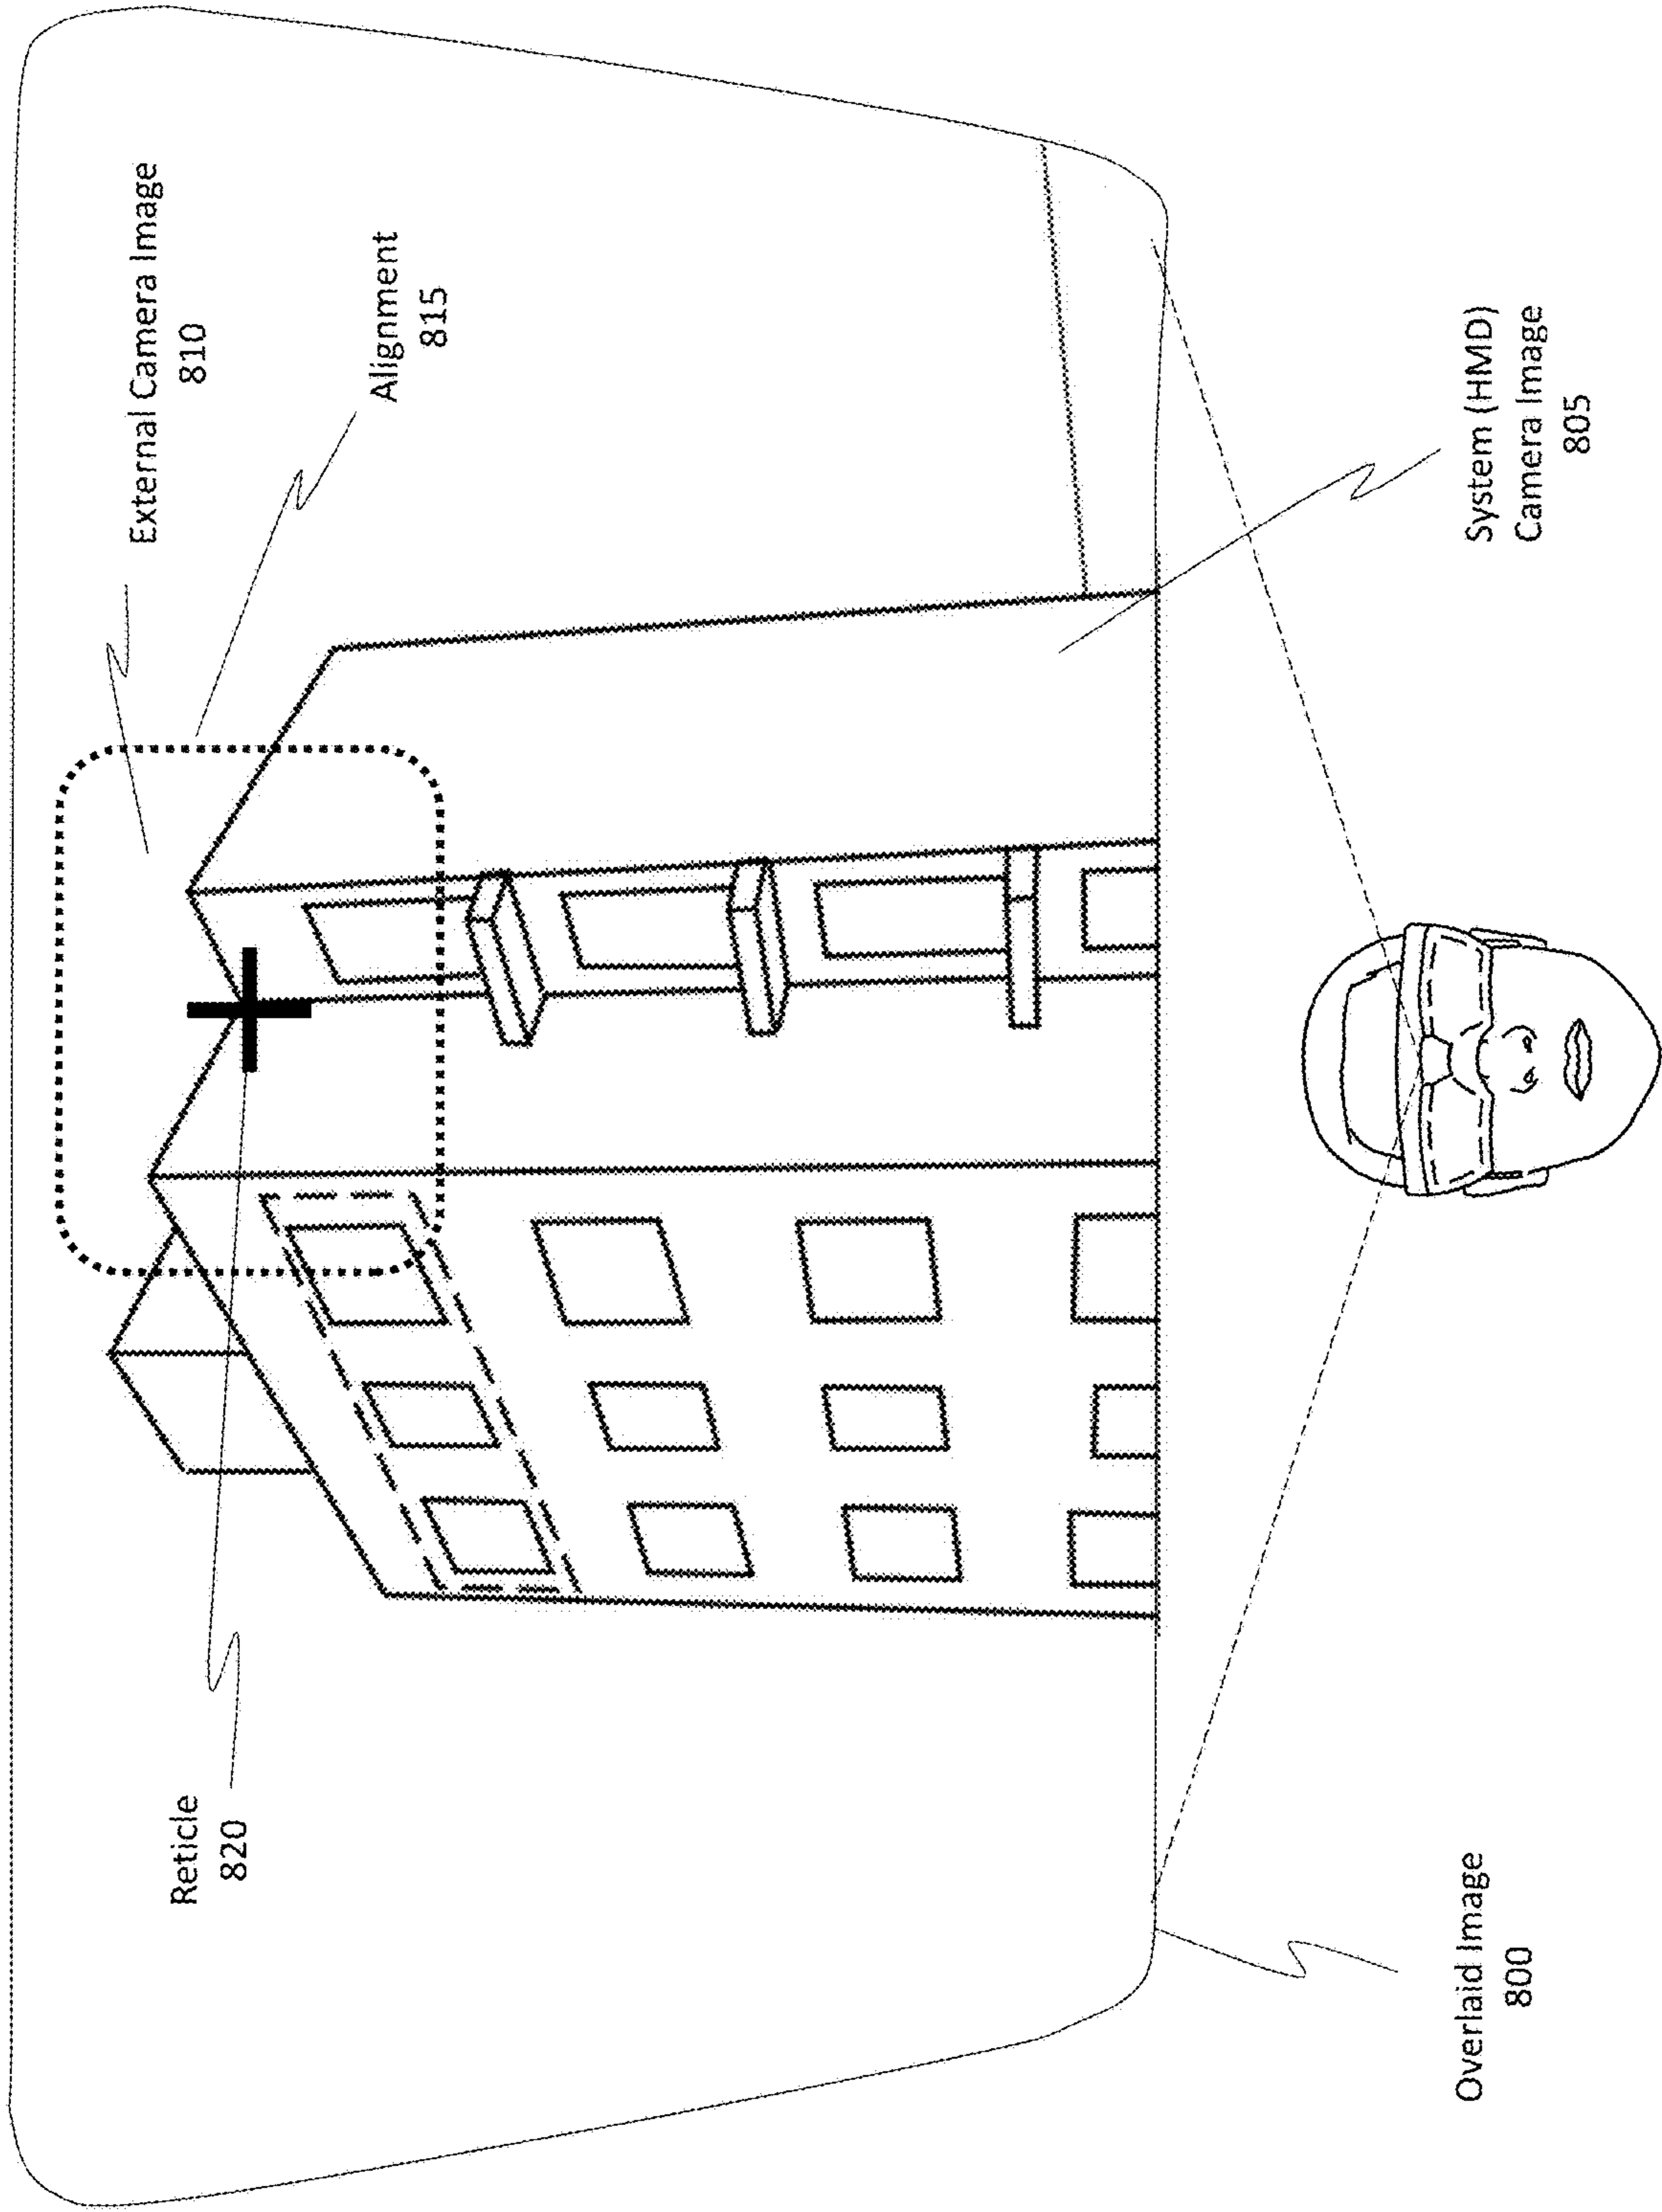 External Camera Image
810
Alignment
815
Reticle
820
System (HMD)
Camera Image
805
Overlaid Image
800